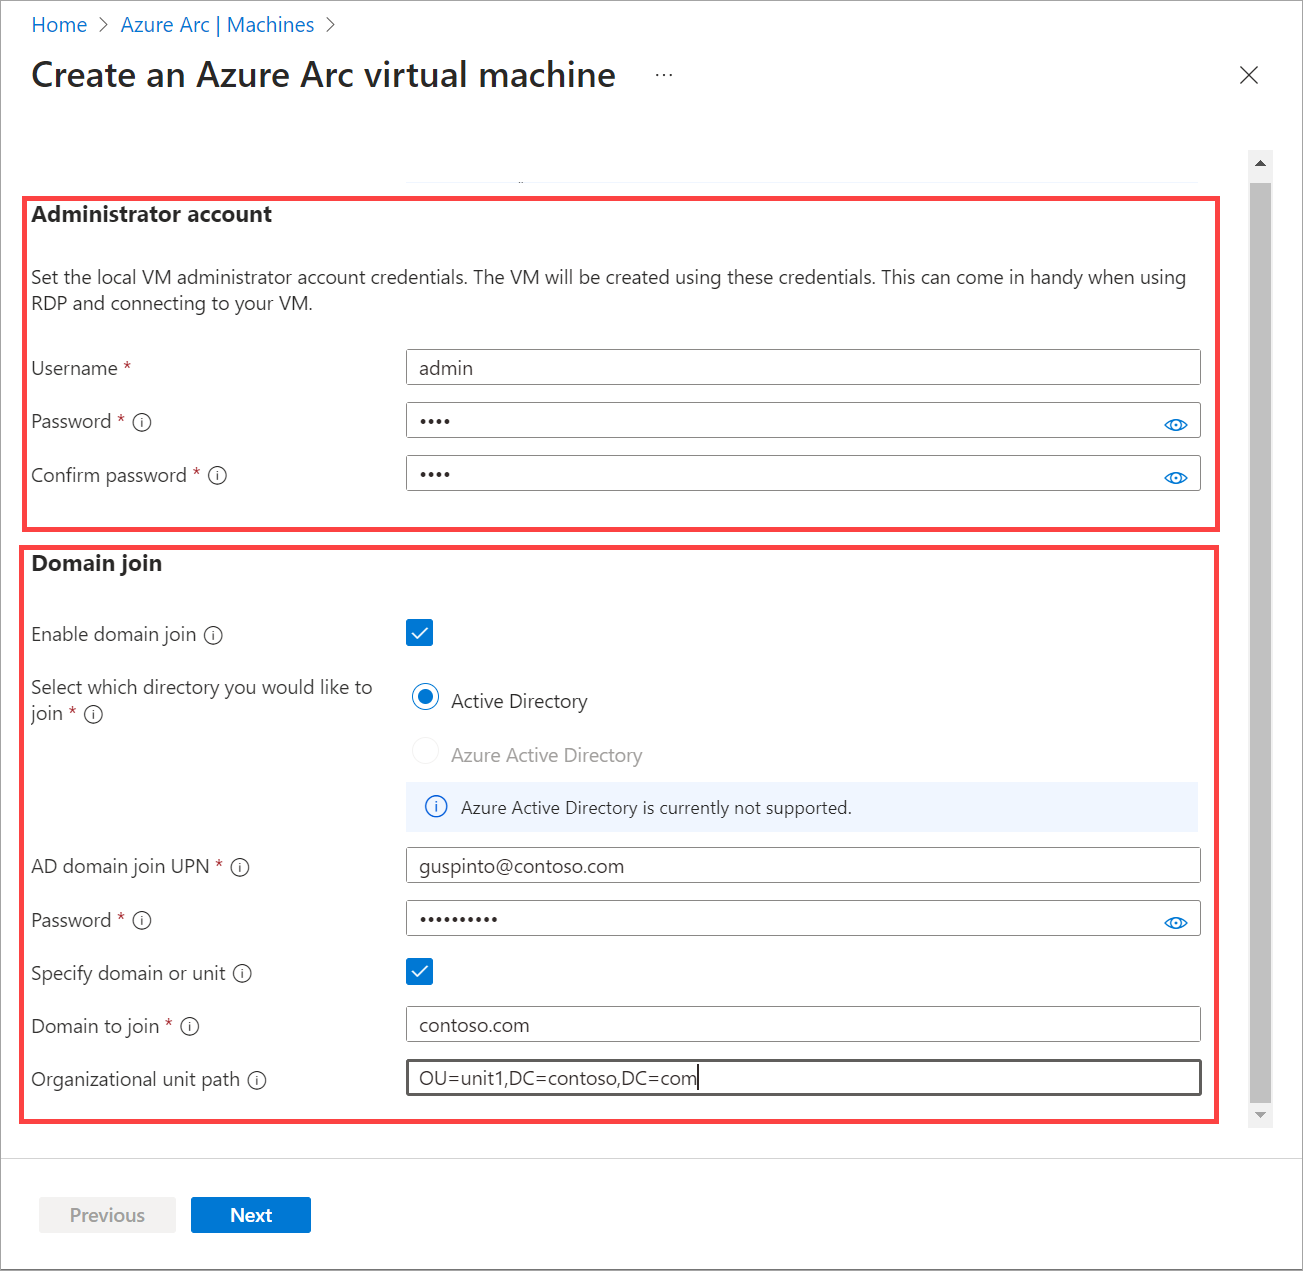 Home > Azure Arc | Machines >
Create an Azure Arc virtual machine ...
Administrator account
Set the local VM administrator account credentials. The VM will be created using these credentials. This can come in handy when using
RDP and connecting to your VM.
Username * admin
Password * ••••
Confirm password * ••••
Domain join
Enable domain join
Select which directory you would like to
join *
Active Directory
Azure Active Directory
Azure Active Directory is currently not supported.
AD domain join UPN * guspinto@contoso.com
Password * ••••••••••
Specify domain or unit
Domain to join * contoso.com
Organizational unit path OU=unit1,DC=contoso,DC=com
Previous Next